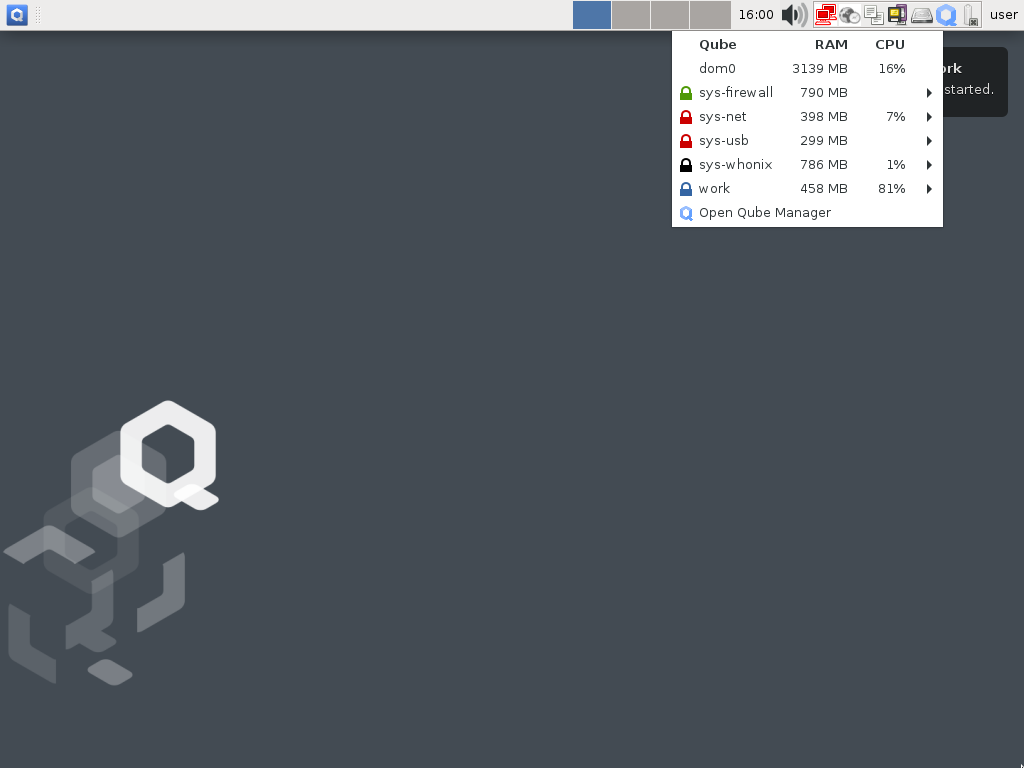 16:00 user
Qube RAM CPU
dom0 3139 MB 16%
sys-firewall 790 MB
sys-net 398 MB 7%
sys-usb 299 MB
sys-whonix 786 MB 1%
work 458 MB 81%
Open Qube Manager
started.